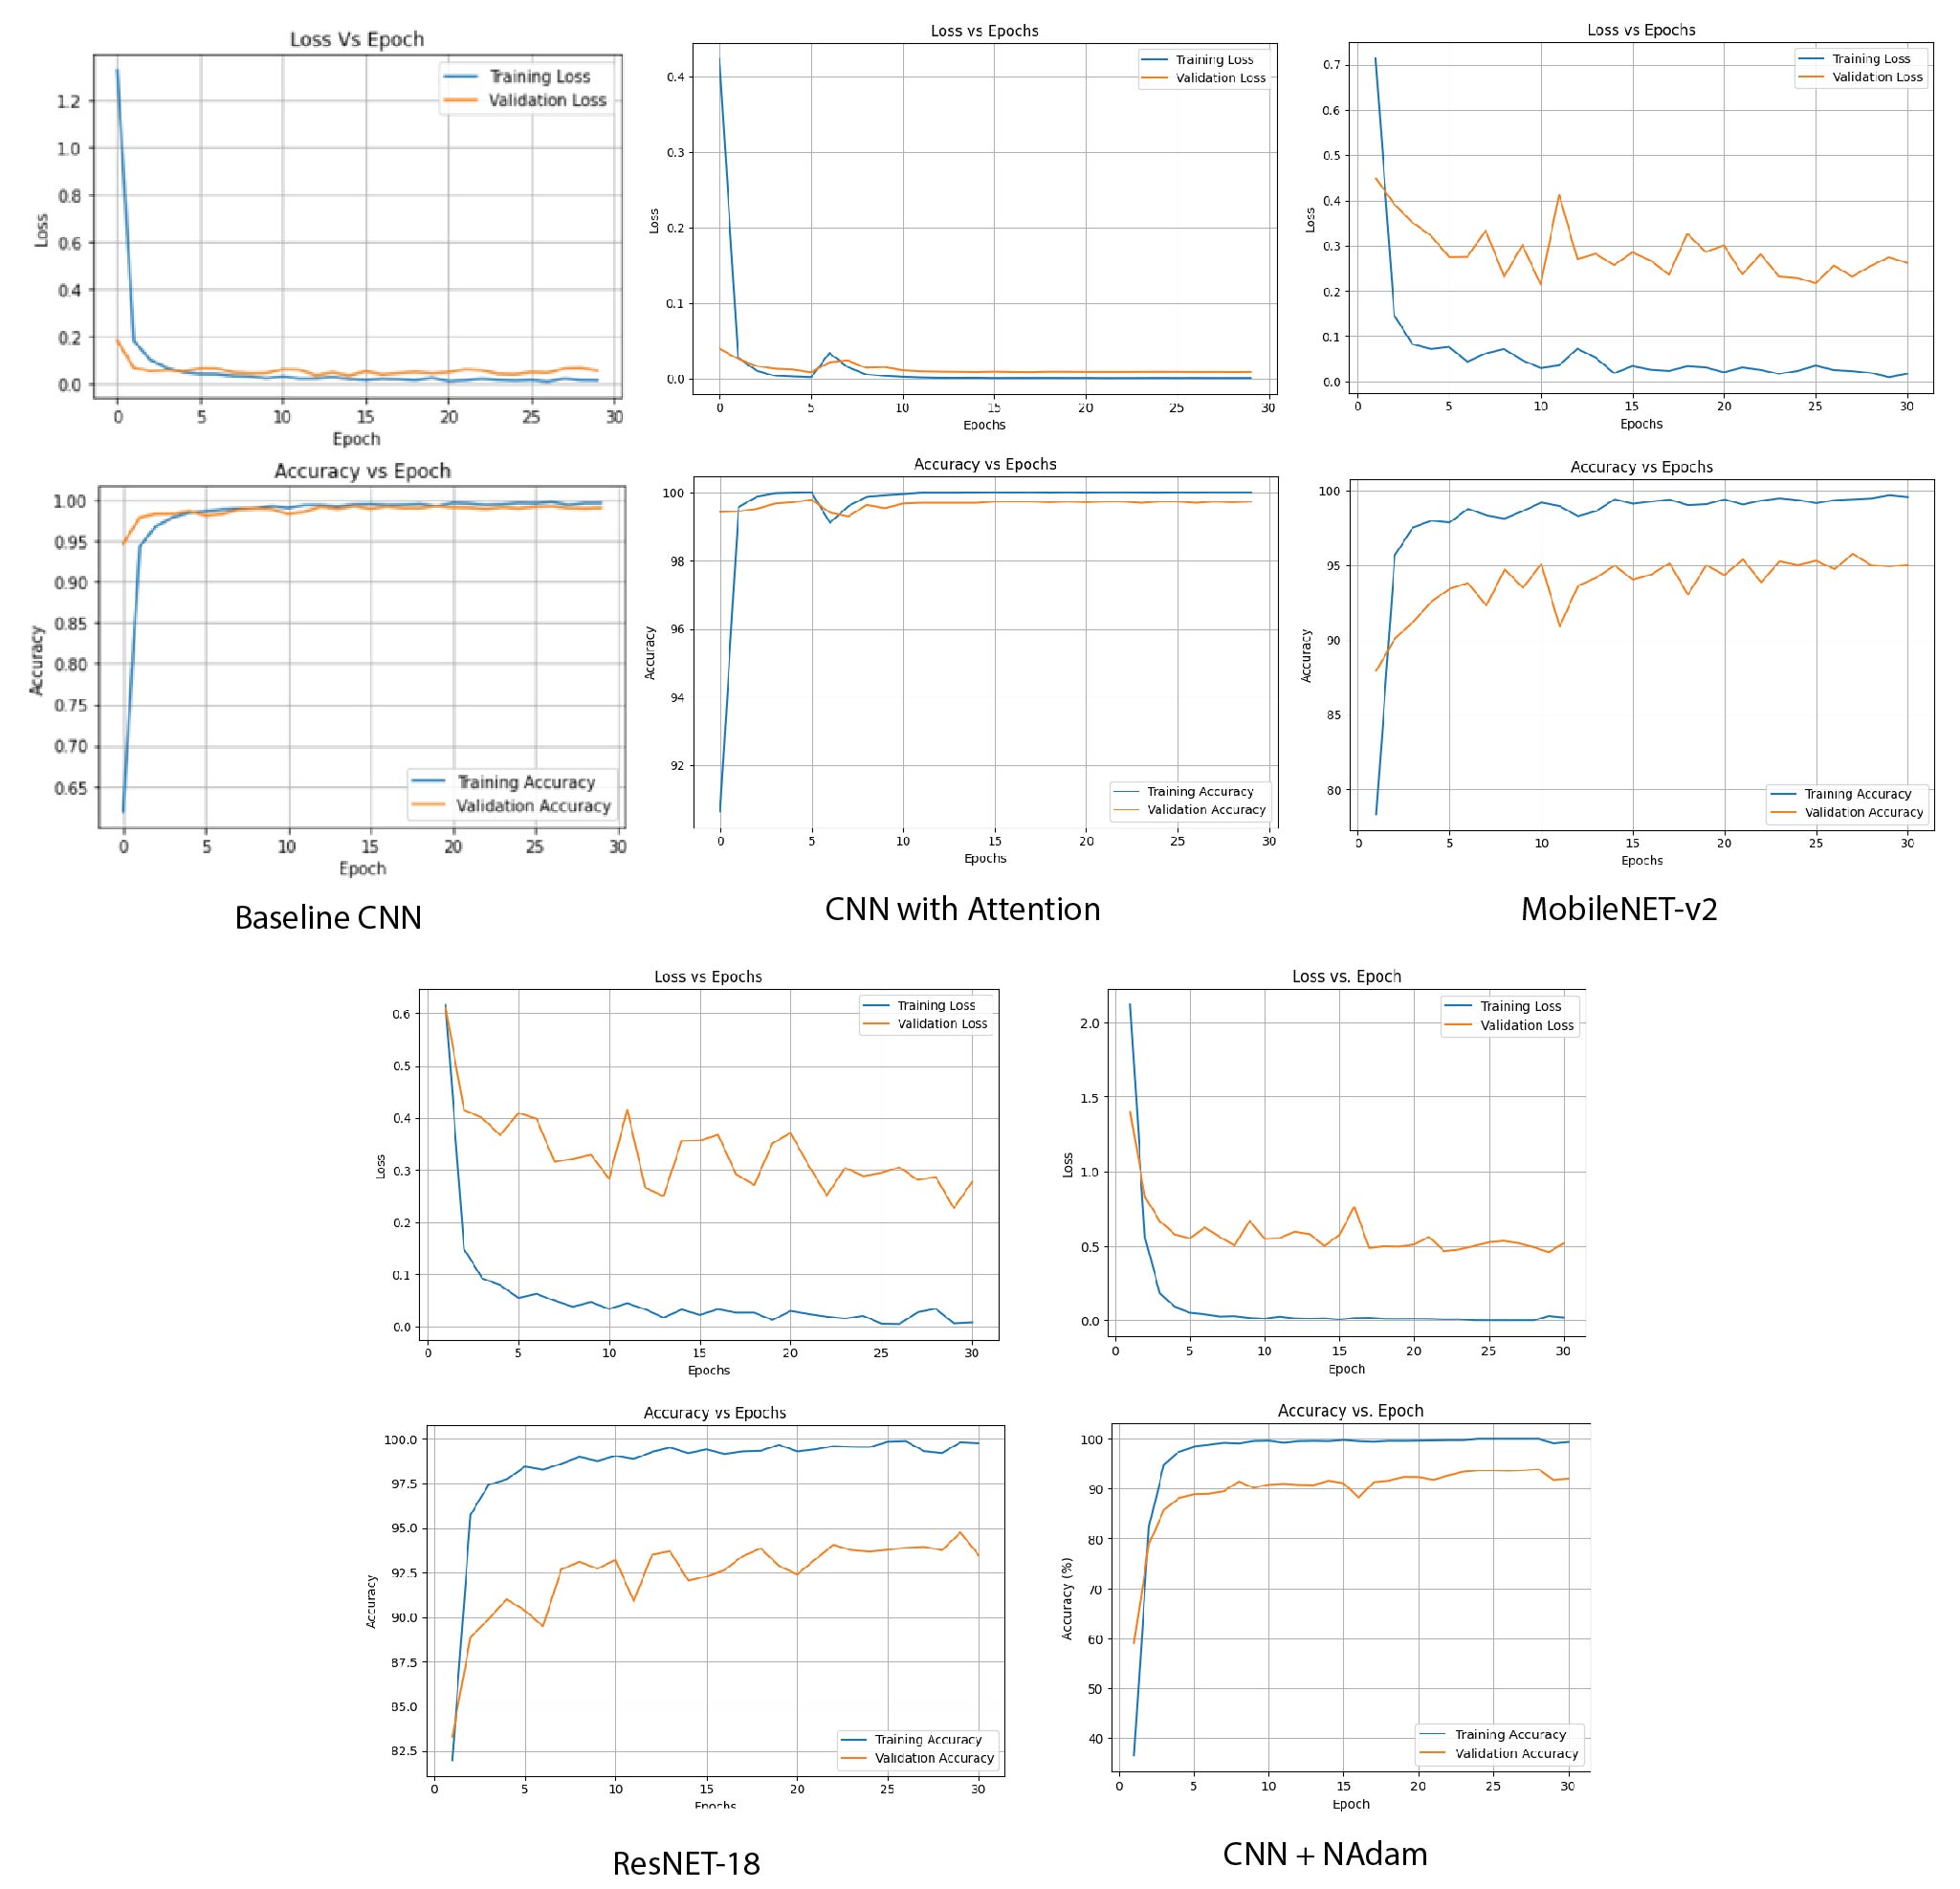 Loss Vs Epoch
Training Loss
Validation Loss
Loss
1.2
1.0
0.8
0.6
0.4
0.2
0.0
0 5 10 15 20 25 30
Epoch
Loss vs Epochs
Training Loss
Validation Loss
Loss
0.4
0.3
0.2
0.1
0.0
0 5 10 15 20 25 30
Epochs
Loss vs Epochs
Training Loss
Validation Loss
Loss
0.7
0.6
0.5
0.4
0.3
0.2
0.1
0.0
0 5 10 15 20 25 30
Epochs
Accuracy vs Epoch
Accuracy
1.00
0.95
0.90
0.85
0.80
0.75
0.70
0.65
Training Accuracy
Validation Accuracy
0 5 10 15 20 25 30
Epoch
Baseline CNN
Accuracy vs Epochs
Accuracy
100
98
96
94
92
Training Accuracy
Validation Accuracy
0 5 10 15 20 25 30
Epochs
CNN with Attention
Accuracy vs Epochs
Accuracy
100
95
90
85
80
Training Accuracy
Validation Accuracy
0 5 10 15 20 25 30
Epochs
MobileNET-v2
Loss vs Epochs
Training Loss
Validation Loss
Loss
0.6
0.5
0.4
0.3
0.2
0.1
0.0
0 5 10 15 20 25 30
Epochs
Loss vs. Epoch
Training Loss
Validation Loss
Loss
2.0
1.5
1.0
0.5
0.0
0 5 10 15 20 25 30
Epoch
Accuracy vs Epochs
Accuracy
100.0
97.5
95.0
92.5
90.0
87.5
85.0
82.5
Training Accuracy
Validation Accuracy
0 5 10 15 20 25 30
Epochs
ResNET-18
Accuracy vs. Epoch
Accuracy (%)
100
90
80
70
60
50
40
Training Accuracy
Validation Accuracy
0 5 10 15 20 25 30
Epoch
CNN + NAdam